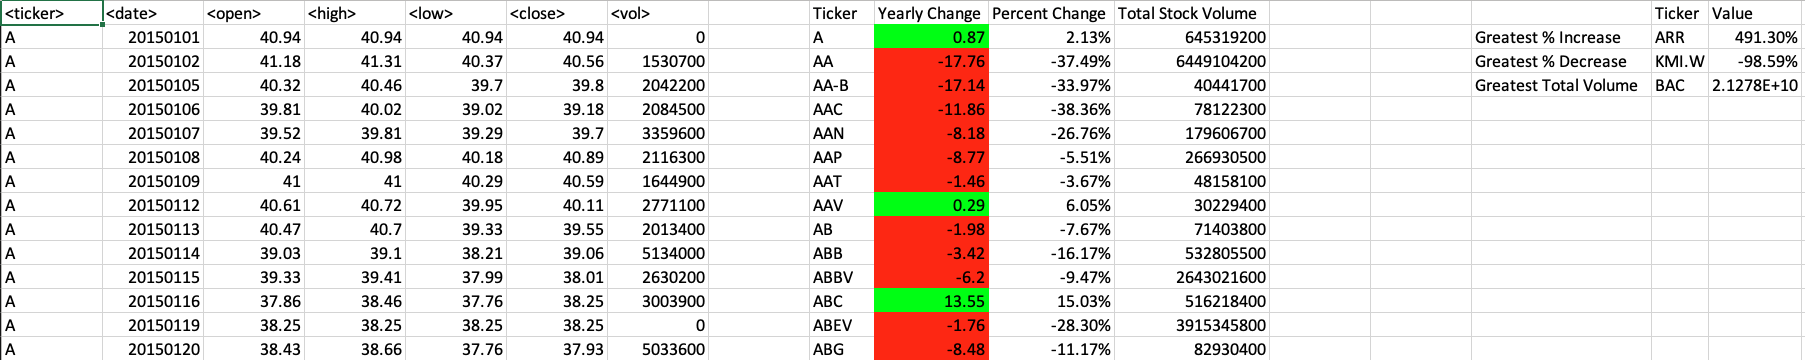 <ticker> <date> <open> <high> <low> <close> <vol> Ticker Yearly Change Percent Change Total Stock Volume Ticker Value
A 20150101 40.94 40.94 40.94 40.94 0 A 0.87 2.13% 645319200 Greatest % Increase ARR 491.30%
A 20150102 41.18 41.31 40.37 40.56 1530700 AA -17.76 -37.49% 6449104200 Greatest % Decrease KMI.W -98.59%
A 20150105 40.32 40.46 39.7 39.8 2042200 AA-B -17.14 -33.97% 40441700 Greatest Total Volume BAC 2.1278E+10
A 20150106 39.81 40.02 39.02 39.18 2084500 AAC -11.86 -38.36% 78122300
A 20150107 39.52 39.81 39.29 39.7 3359600 AAN -8.18 -26.76% 179606700
A 20150108 40.24 40.98 40.18 40.89 2116300 AAP -8.77 -5.51% 266930500
A 20150109 41 41 40.29 40.59 1644900 AAT -1.46 -3.67% 48158100
A 20150112 40.61 40.72 39.95 40.11 2771100 AAV 0.29 6.05% 30229400
A 20150113 40.47 40.7 39.33 39.55 2013400 AB -1.98 -7.67% 71403800
A 20150114 39.03 39.1 38.21 39.06 5134000 ABB -3.42 -16.17% 532805500
A 20150115 39.33 39.41 37.99 38.01 2630200 ABBV -6.2 -9.47% 2643021600
A 20150116 37.86 38.46 37.76 38.25 3003900 ABC 13.55 15.03% 516218400
A 20150119 38.25 38.25 38.25 38.25 0 ABEV -1.76 -28.30% 3915345800
A 20150120 38.43 38.66 37.76 37.93 5033600 ABG -8.48 -11.17% 82930400